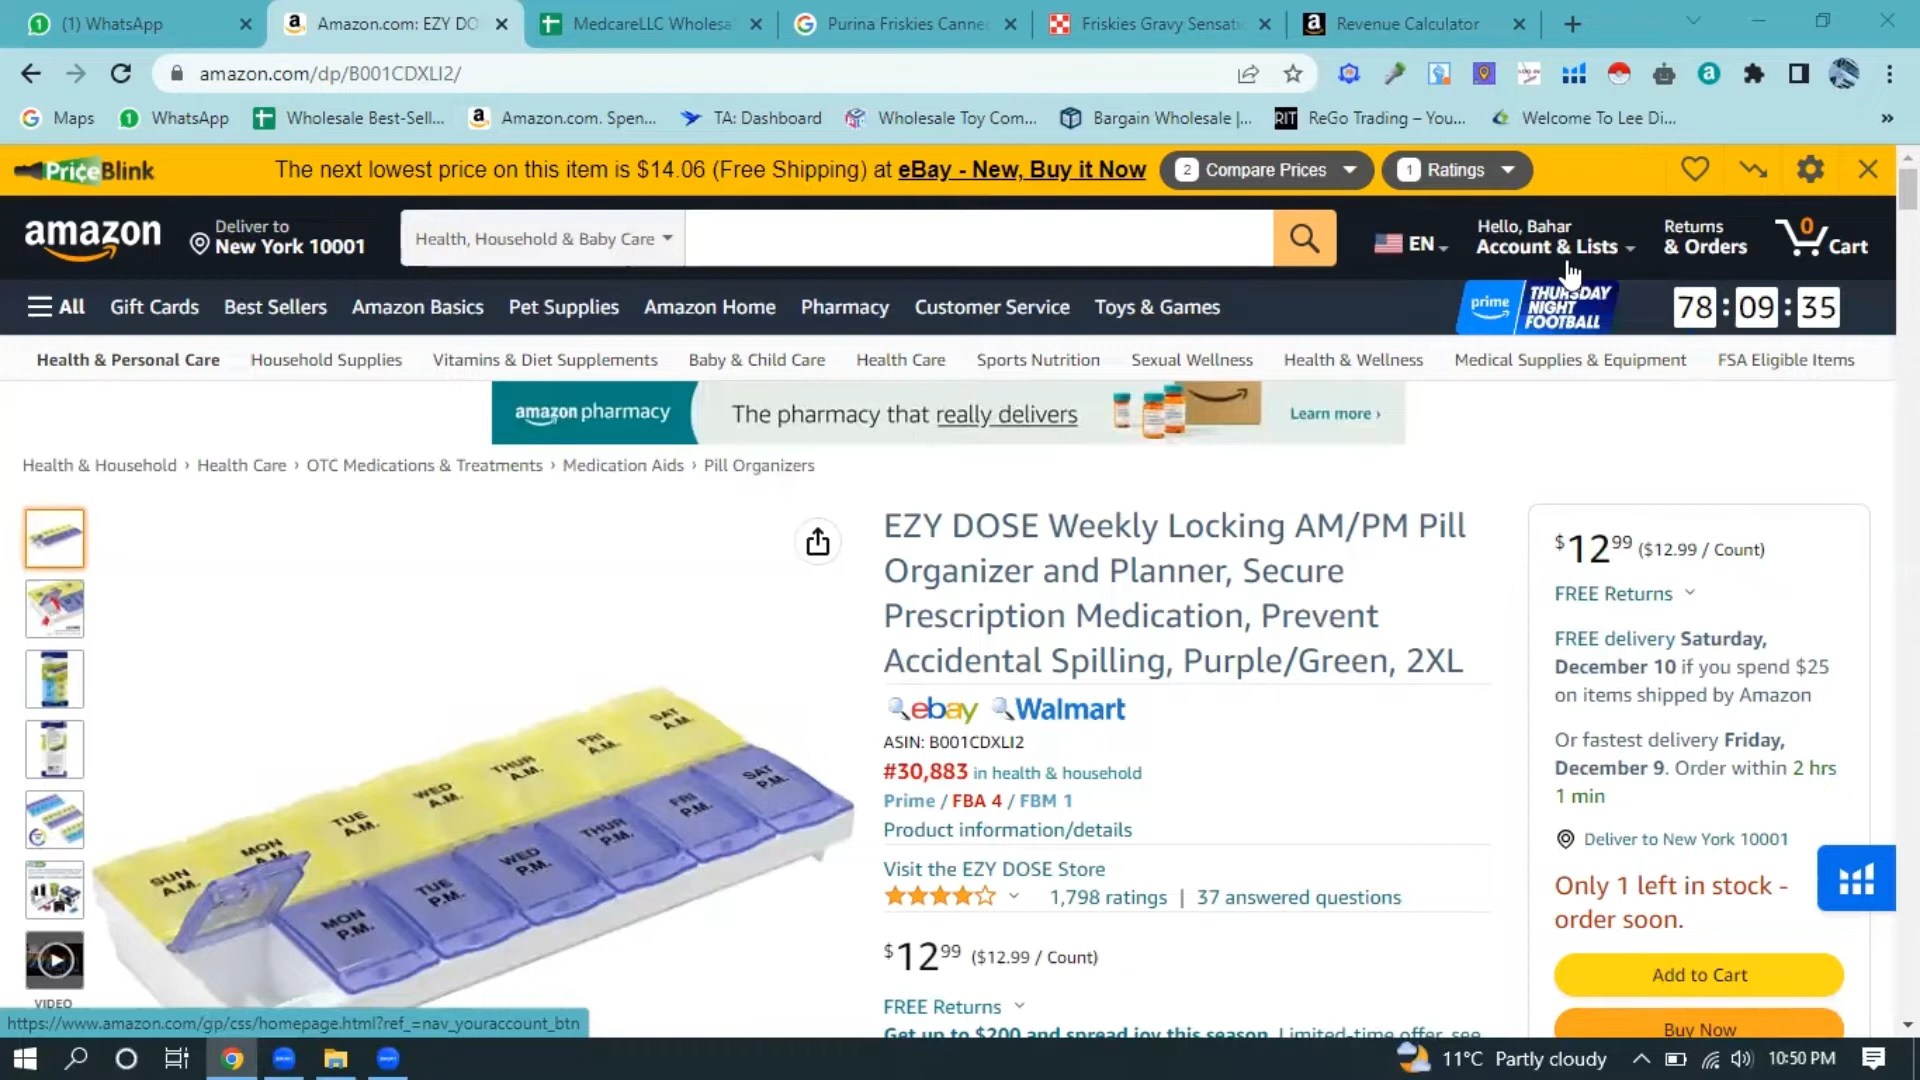 (1) WhatsApp
Amazon.com: EZY DO
MedcareLLC Wholesa
Purina Friskies Canne
Friskies Gravy Sensati
Revenue Calculator
amazon.com/dp/B001CDXLI2/
Maps
WhatsApp
Wholesale Best-Sell...
Amazon.com. Spen...
TA: Dashboard
Wholesale Toy Com...
Bargain Wholesale |...
RIT
ReGo Trading – You...
Welcome To Lee Di...
»
PriceBlink
The next lowest price on this item is $14.06 (Free Shipping) at eBay - New, Buy it Now
2 Compare Prices
1 Ratings
amazon
Deliver to
New York 10001
Health, Household & Baby Care
EN
Hello, Bahar
Account & Lists
Returns
& Orders
0
Cart
All
Gift Cards
Best Sellers
Amazon Basics
Pet Supplies
Amazon Home
Pharmacy
Customer Service
Toys & Games
prime
THURSDAY
NIGHT
FOOTBALL
78 : 09 : 35
Health & Personal Care
Household Supplies
Vitamins & Diet Supplements
Baby & Child Care
Health Care
Sports Nutrition
Sexual Wellness
Health & Wellness
Medical Supplies & Equipment
FSA Eligible Items
amazon pharmacy
The pharmacy that really delivers
Learn more ›
Health & Household › Health Care › OTC Medications & Treatments › Medication Aids › Pill Organizers
EZY DOSE Weekly Locking AM/PM Pill
Organizer and Planner, Secure
Prescription Medication, Prevent
Accidental Spilling, Purple/Green, 2XL
ebay Walmart
ASIN: B001CDXLI2
#30,883 in health & household
Prime / FBA 4 / FBM 1
Product information/details
Visit the EZY DOSE Store
1,798 ratings | 37 answered questions
$12.99 ($12.99 / Count)
FREE Returns
Get up to $200 and spread joy this season. Limited-time offer, see
SUN A.M.
MON A.M.
TUE A.M.
WED A.M.
THUR A.M.
FRI A.M.
SAT A.M.
MON P.M.
TUE P.M.
WED P.M.
THUR P.M.
FRI P.M.
SAT P.M.
VIDEO
$12.99 ($12.99 / Count)
FREE Returns
FREE delivery Saturday,
December 10 if you spend $25
on items shipped by Amazon
Or fastest delivery Friday,
December 9. Order within 2 hrs
1 min
Deliver to New York 10001
Only 1 left in stock -
order soon.
Add to Cart
Buy Now
https://www.amazon.com/gp/css/homepage.html?ref_=nav_youraccount_btn
11°C Partly cloudy
10:50 PM